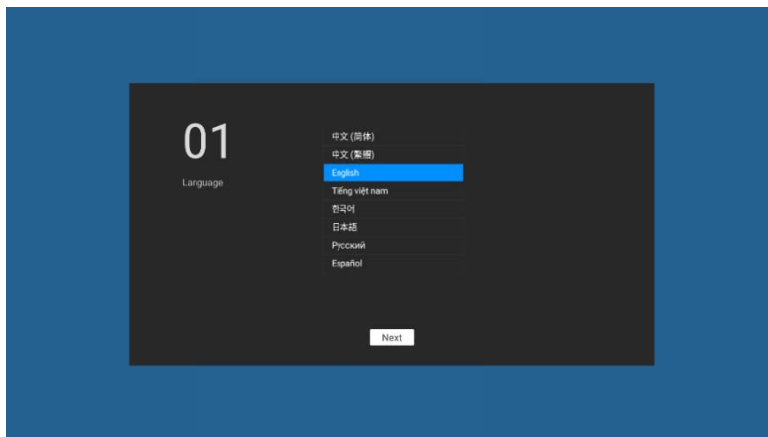 01
Language
中文 (简体)
中文 (繁體)
English
Tiếng việt nam
한국어
日本語
Русский
Español
Next